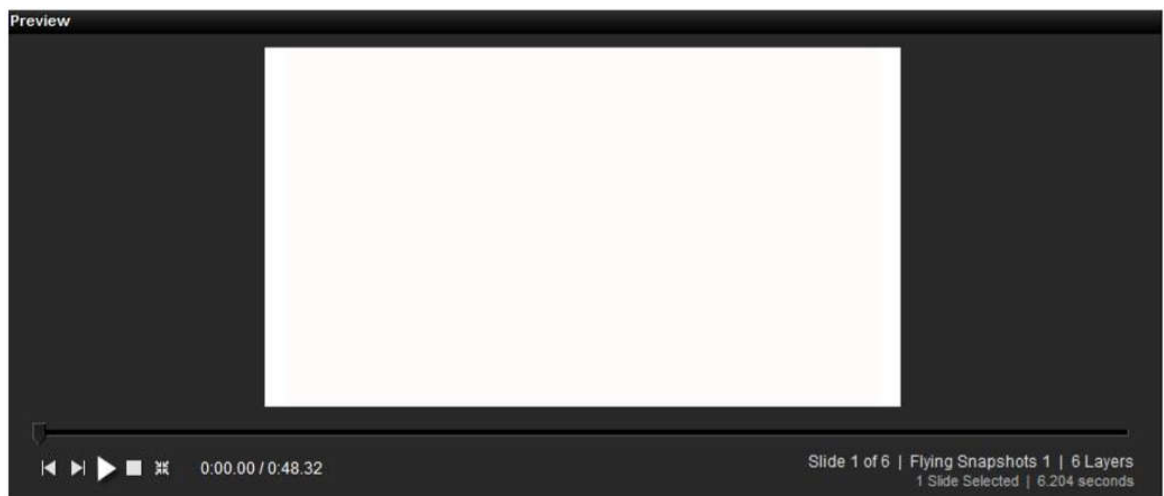 Preview
0:00.00 / 0:48.32
Slide 1 of 6 | Flying Snapshots 1 | 6 Layers
1 Slide Selected | 6.204 seconds